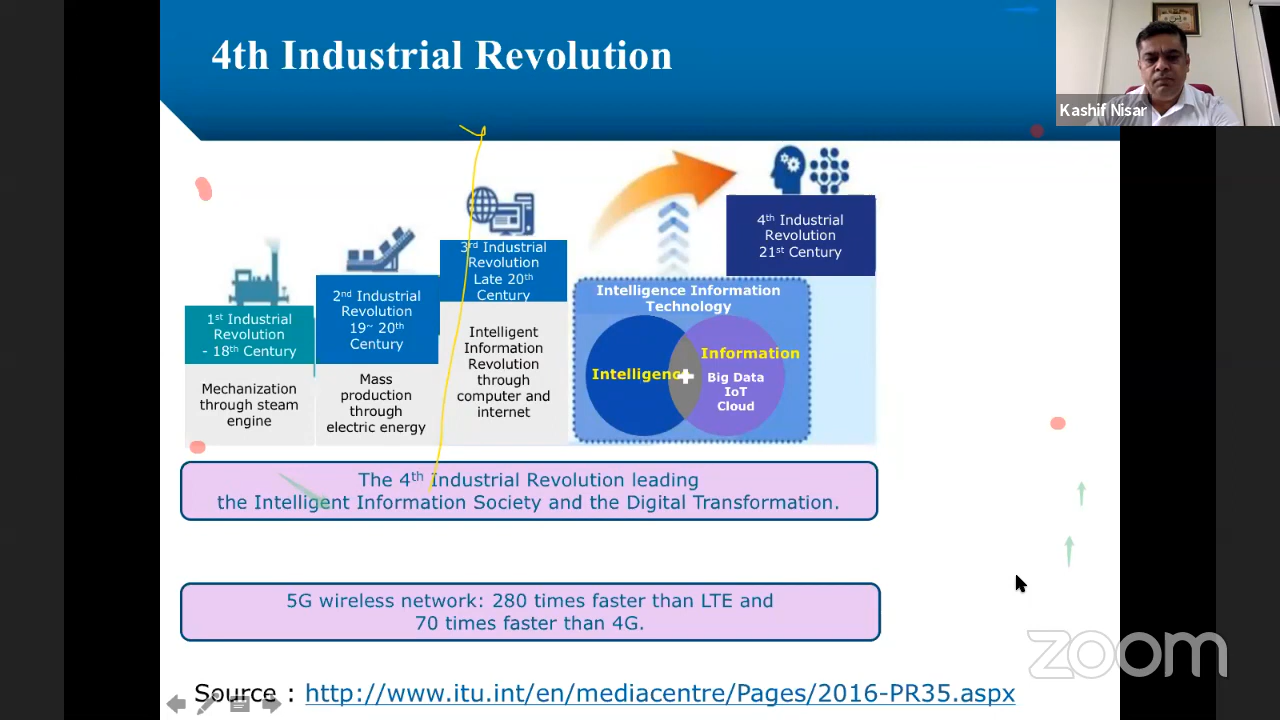 4th Industrial Revolution
Kashif Nisar
1st Industrial
Revolution
- 18th Century
Mechanization
through steam
engine
2nd Industrial
Revolution
19~ 20th
Century
Mass
production
through
electric energy
3rd Industrial
Revolution
Late 20th
Century
Intelligent
Information
Revolution
through
computer and
internet
4th Industrial
Revolution
21st Century
Intelligence Information
Technology
Intelligenc
Information
Big Data
IoT
Cloud
The 4th Industrial Revolution leading
the Intelligent Information Society and the Digital Transformation.
5G wireless network: 280 times faster than LTE and
70 times faster than 4G.
zoom
Source : http://www.itu.int/en/mediacentre/Pages/2016-PR35.aspx